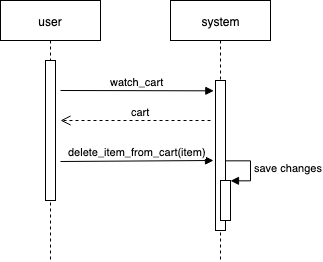 user
system
watch_cart
cart
delete_item_from_cart(item)
save changes